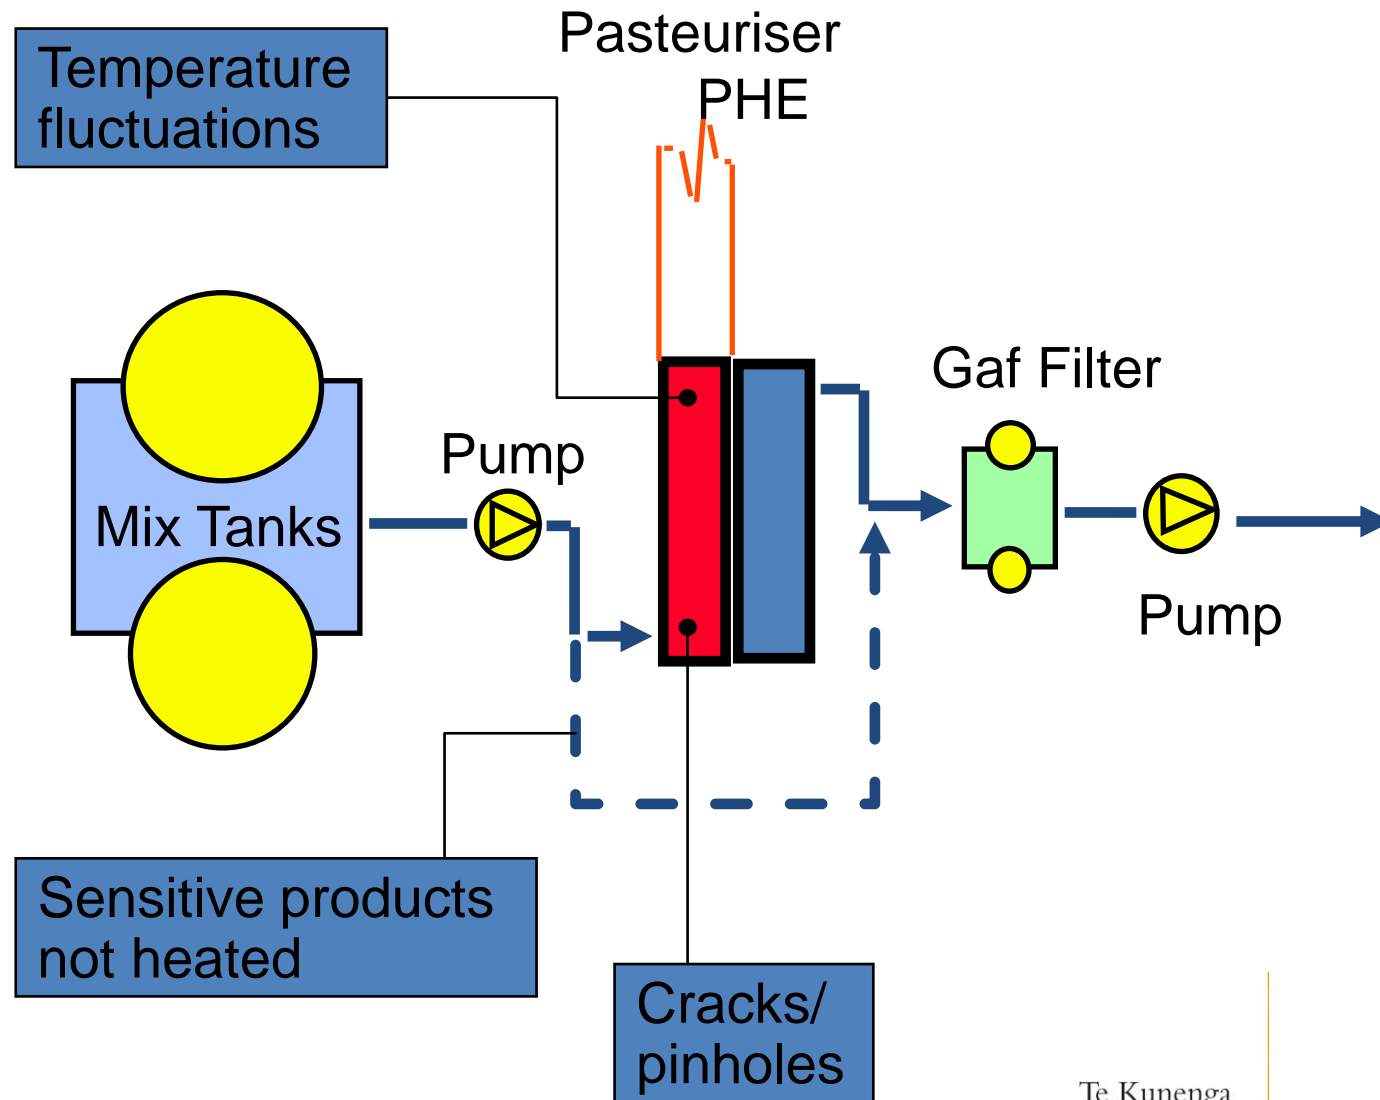 Pasteuriser
PHE
Temperature
fluctuations
Gaf Filter
Pump
Mix Tanks
Pump
Sensitive products
not heated
Cracks/
pinholes
Te Kunenga